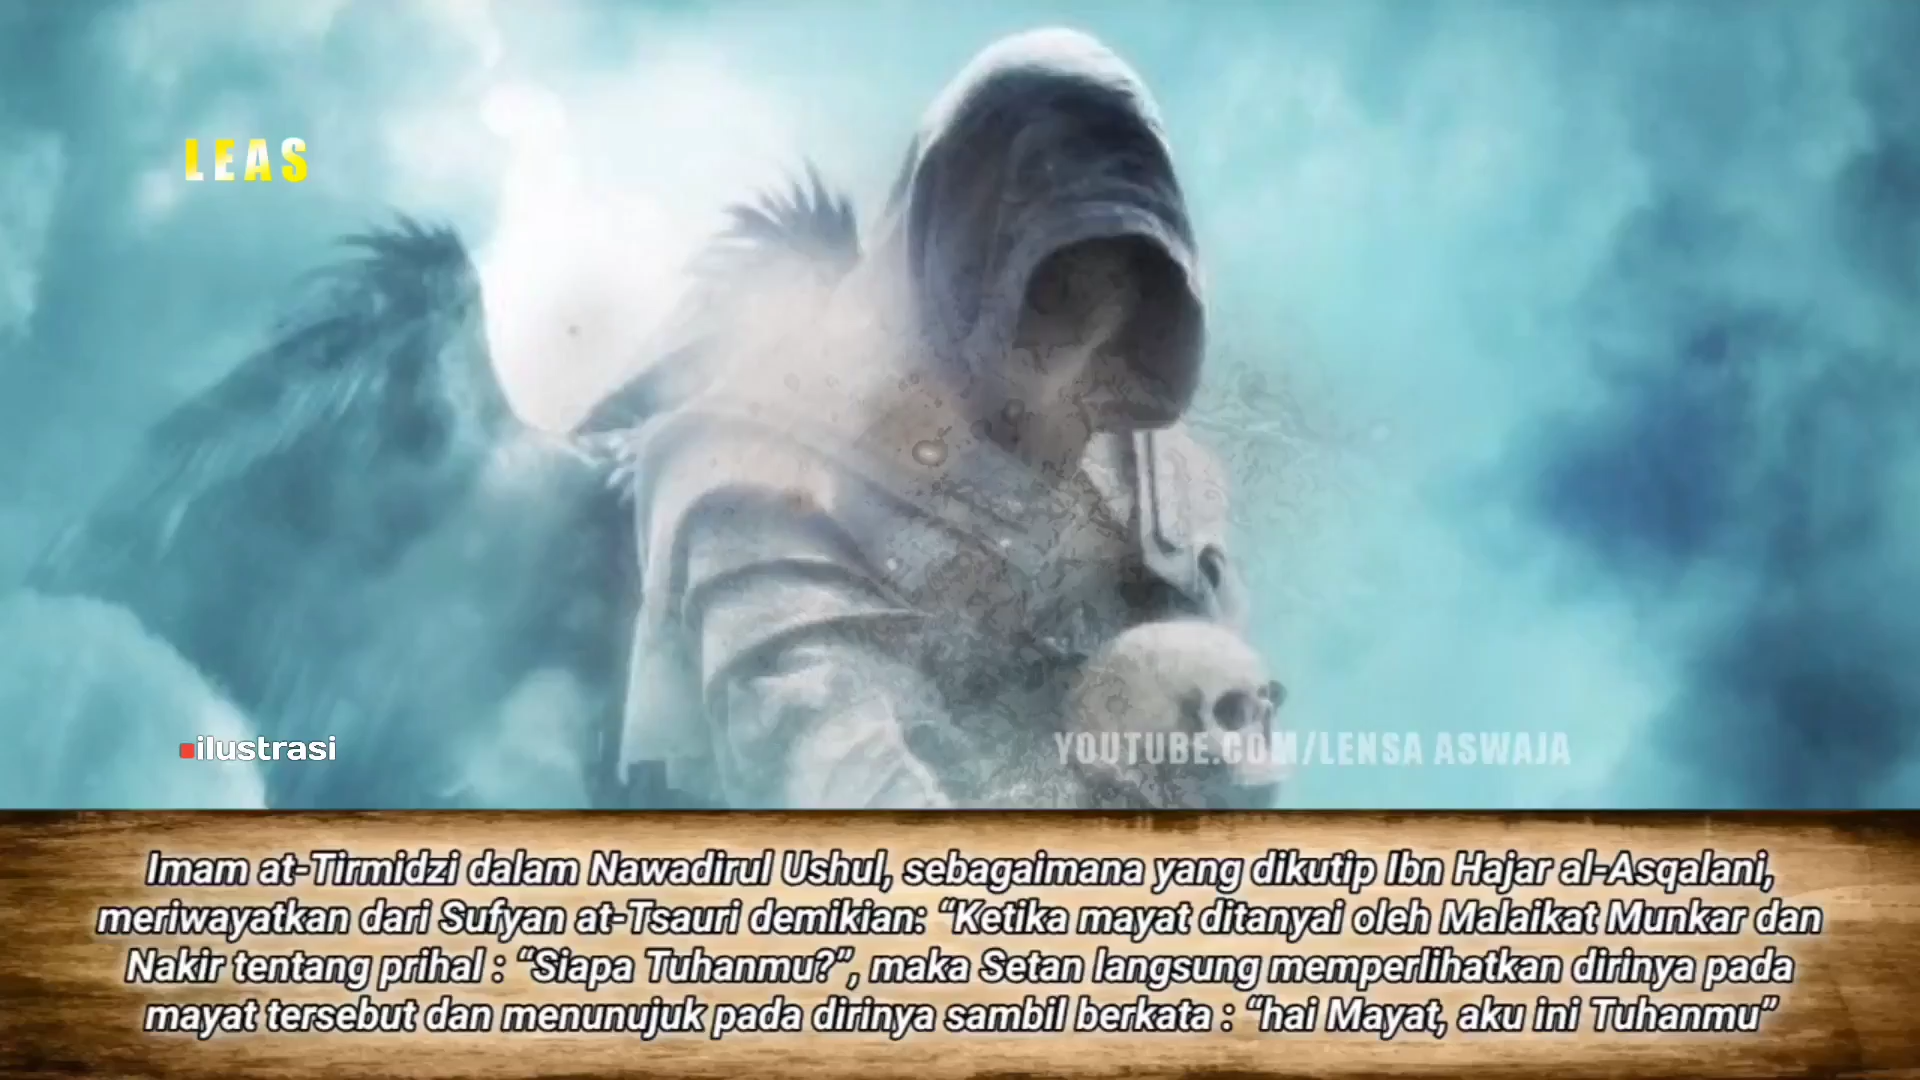 LEAS
ilustrasi
YOUTUBE.COM/LENSA ASWAJA
Imam at-Tirmidzi dalam Nawadirul Ushul, sebagaimana yang dikutip Ibn Hajar al-Asqalani,
meriwayatkan dari Sufyan at-Tsauri demikian: “Ketika mayat ditanyai oleh Malaikat Munkar dan
Nakir tentang prihal : “Siapa Tuhanmu?”, maka Setan langsung memperlihatkan dirinya pada
mayat tersebut dan menunujuk pada dirinya sambil berkata : “hai Mayat, aku ini Tuhanmu”